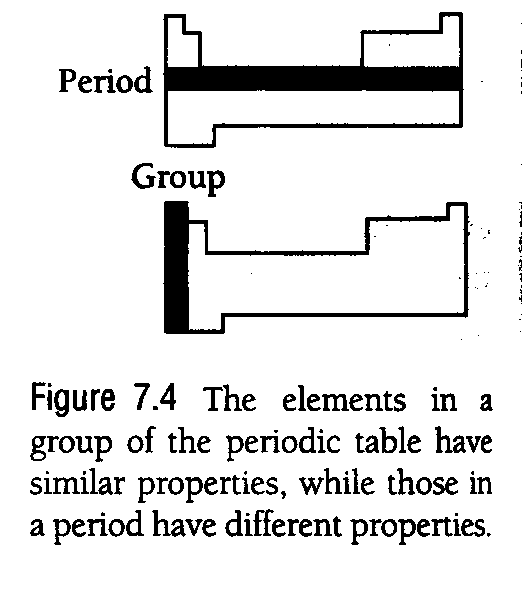 Period
Group
Figure 7.4 The elements in a
group of the periodic table have
similar properties, while those in
a period have different properties.